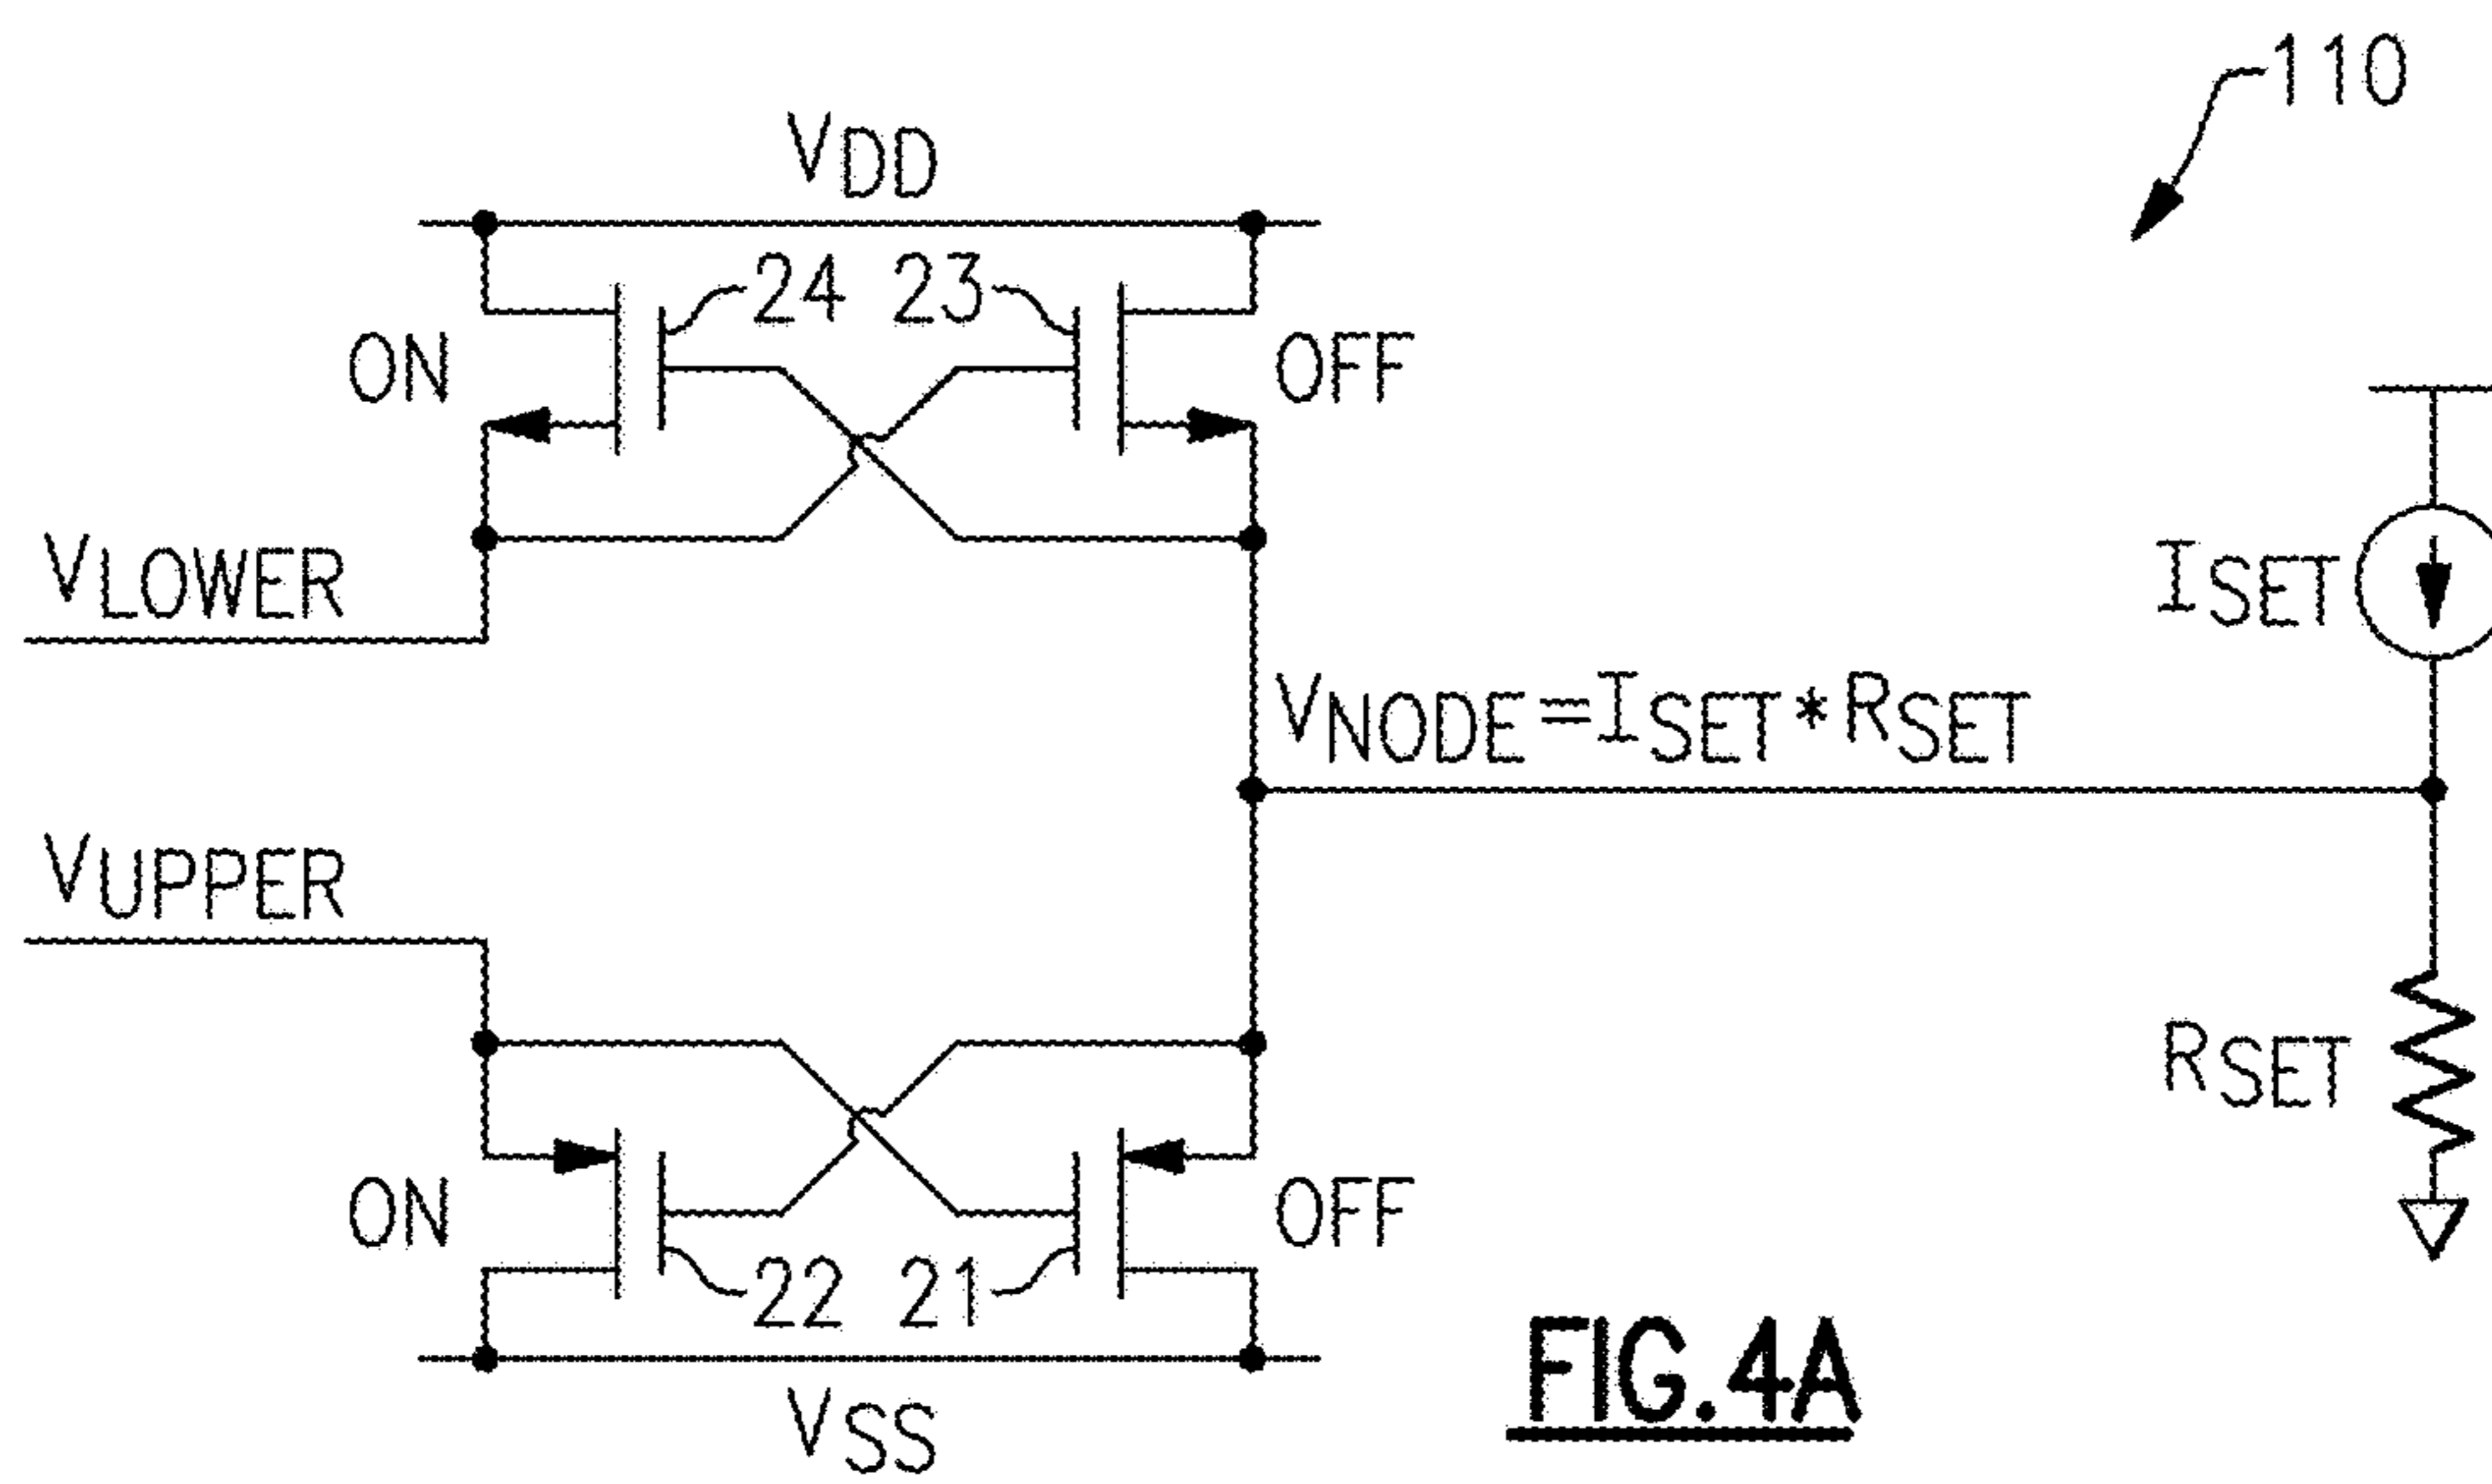 110
VDD
24 23
ON
OFF
VLOWER
ISET
VNODE=ISET*RSET
VUPPER
RSET
ON
OFF
22 21
VSS
FIG.4A